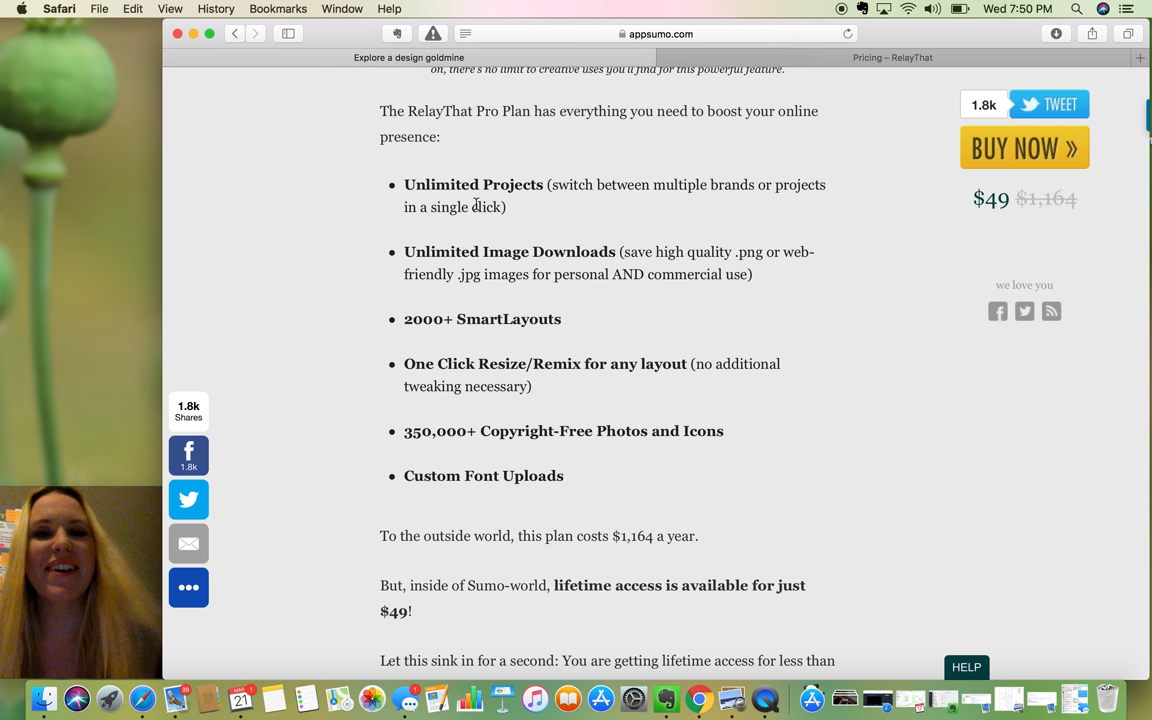 Safari File Edit View History Bookmarks Window Help
Wed 7:50 PM
appsumo.com
Explore a design goldmine
Pricing – RelayThat
on, there's no limit to creative uses you'll find for this powerful feature.
The RelayThat Pro Plan has everything you need to boost your online
presence:
1.8k TWEET
BUY NOW »
$49 $1,164
• Unlimited Projects (switch between multiple brands or projects
in a single click)
• Unlimited Image Downloads (save high quality .png or web-
friendly .jpg images for personal AND commercial use)
we love you
• 2000+ SmartLayouts
• One Click Resize/Remix for any layout (no additional
tweaking necessary)
• 350,000+ Copyright-Free Photos and Icons
• Custom Font Uploads
1.8k
Shares
1.8k
To the outside world, this plan costs $1,164 a year.
But, inside of Sumo-world, lifetime access is available for just
$49!
Let this sink in for a second: You are getting lifetime access for less than
HELP
39
21
1